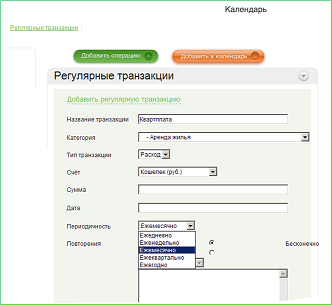 Календарь
Регулярные транзакции
Добавить операцию
Добавить в календарь
Регулярные транзакции
Добавить регулярную транзакцию
Название транзакции Квартплата
Категория - Аренда жилья
Тип транзакции Расход
Счёт Кошелек (руб.)
Сумма
Дата
Периодичность Ежемесячно
Ежедневно
Повторения Еженедельно Бесконечно
Ежемесячно
Ежеквартально
Ежегодно